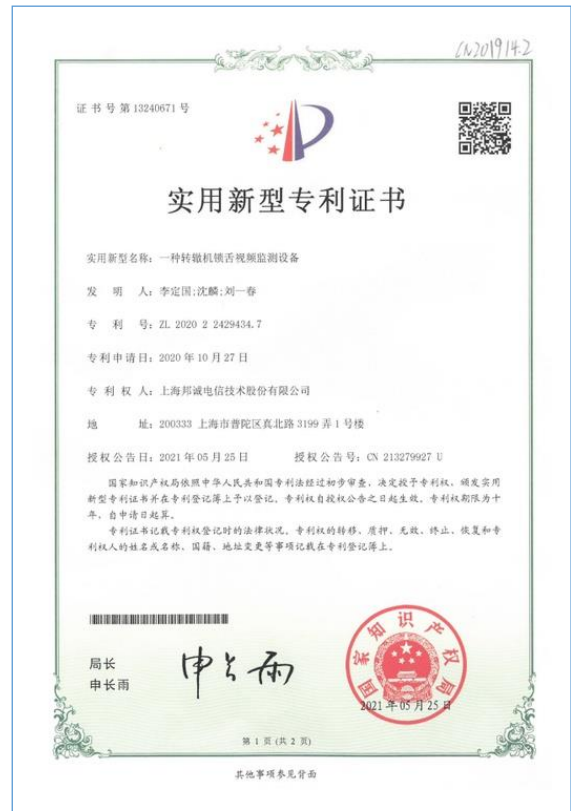 CN201914.2
证书号第13240671号
实用新型专利证书
实用新型名称：一种转辙机锁舌视频监测设备
发 明 人：李定国;沈麟;刘一春
专 利 号：ZL 2020 2 2429434.7
专利申请日：2020年10月27日
专 利 权 人：上海邦诚电信技术股份有限公司
地 址：200333 上海市普陀区真北路3199弄1号楼
授权公告日：2021年05月25日 授权公告号：CN 213279927 U
国家知识产权局依照中华人民共和国专利法经过初步审查，决定授予专利权，颁发实用
新型专利证书并在专利登记簿上予以登记。专利权自授权公告之日起生效。专利权期限为十
年，自申请日起算。
专利证书记载专利权登记时的法律状况。专利权的转移、质押、无效、终止、恢复和专
利权人的姓名或名称、国籍、地址变更等事项记载在专利登记簿上。
局长
申长雨
申长雨
国家知识产权局
2021年05月25日
第 1 页 (共 2 页)
其他事项参见背面